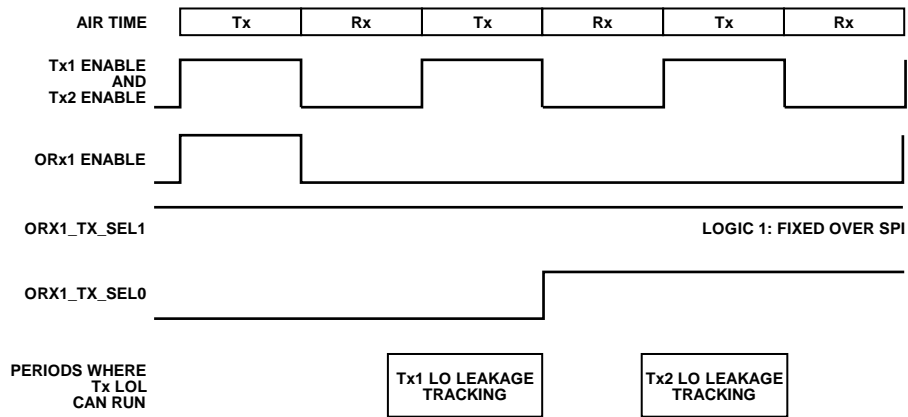 AIR TIME Tx Rx Tx Rx Tx Rx
Tx1 ENABLE
AND
Tx2 ENABLE
ORx1 ENABLE
ORX1_TX_SEL1 LOGIC 1: FIXED OVER SPI
ORX1_TX_SEL0
PERIODS WHERE
Tx LOL
CAN RUN
Tx1 LO LEAKAGE
TRACKING
Tx2 LO LEAKAGE
TRACKING